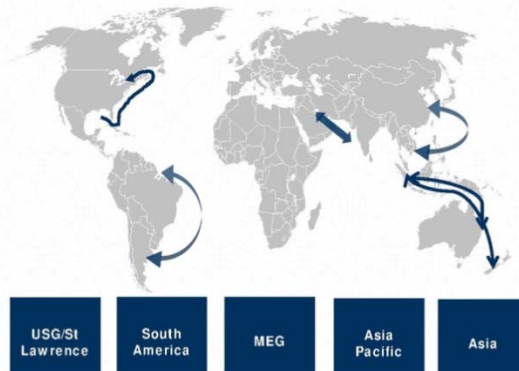 USG/St
Lawrence
South
America
MEG
Asia
Pacific
Asia